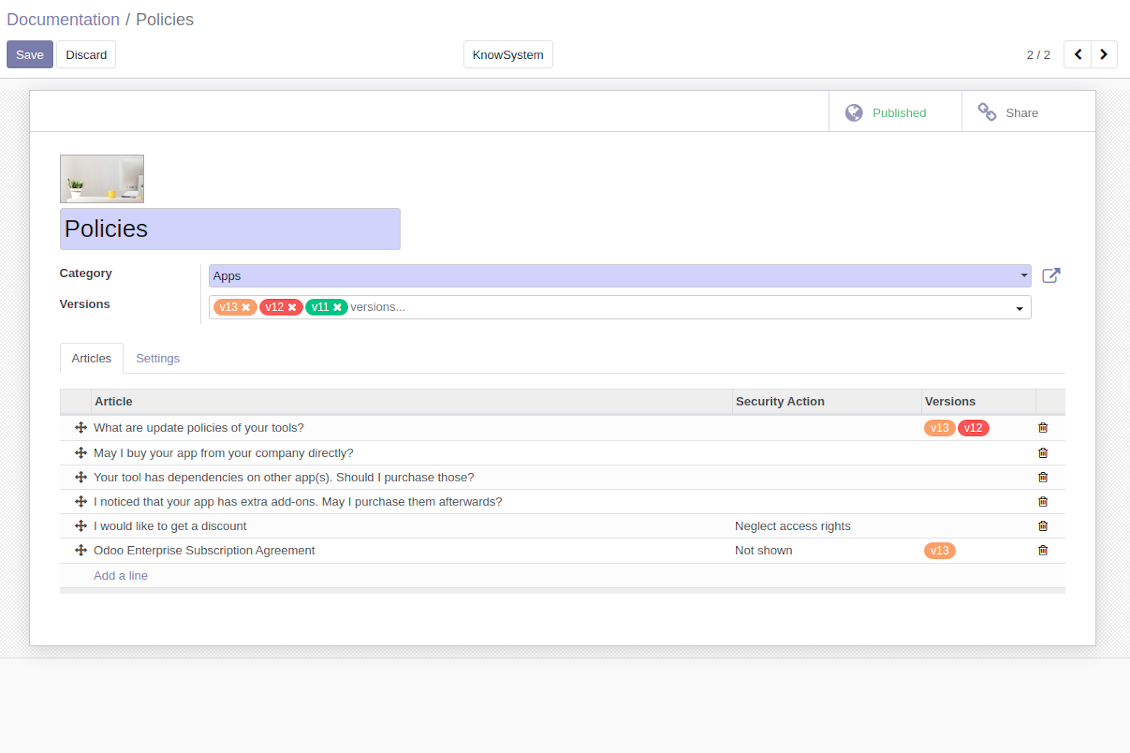 Documentation / Policies
Save Discard KnowSystem 2 / 2
Published Share
Policies
Category Apps
Versions v13 v12 v11 versions...
Articles Settings
Article Security Action Versions
What are update policies of your tools? v13 v12
May I buy your app from your company directly?
Your tool has dependencies on other app(s). Should I purchase those?
I noticed that your app has extra add-ons. May I purchase them afterwards?
I would like to get a discount Neglect access rights
Odoo Enterprise Subscription Agreement Not shown v13
Add a line